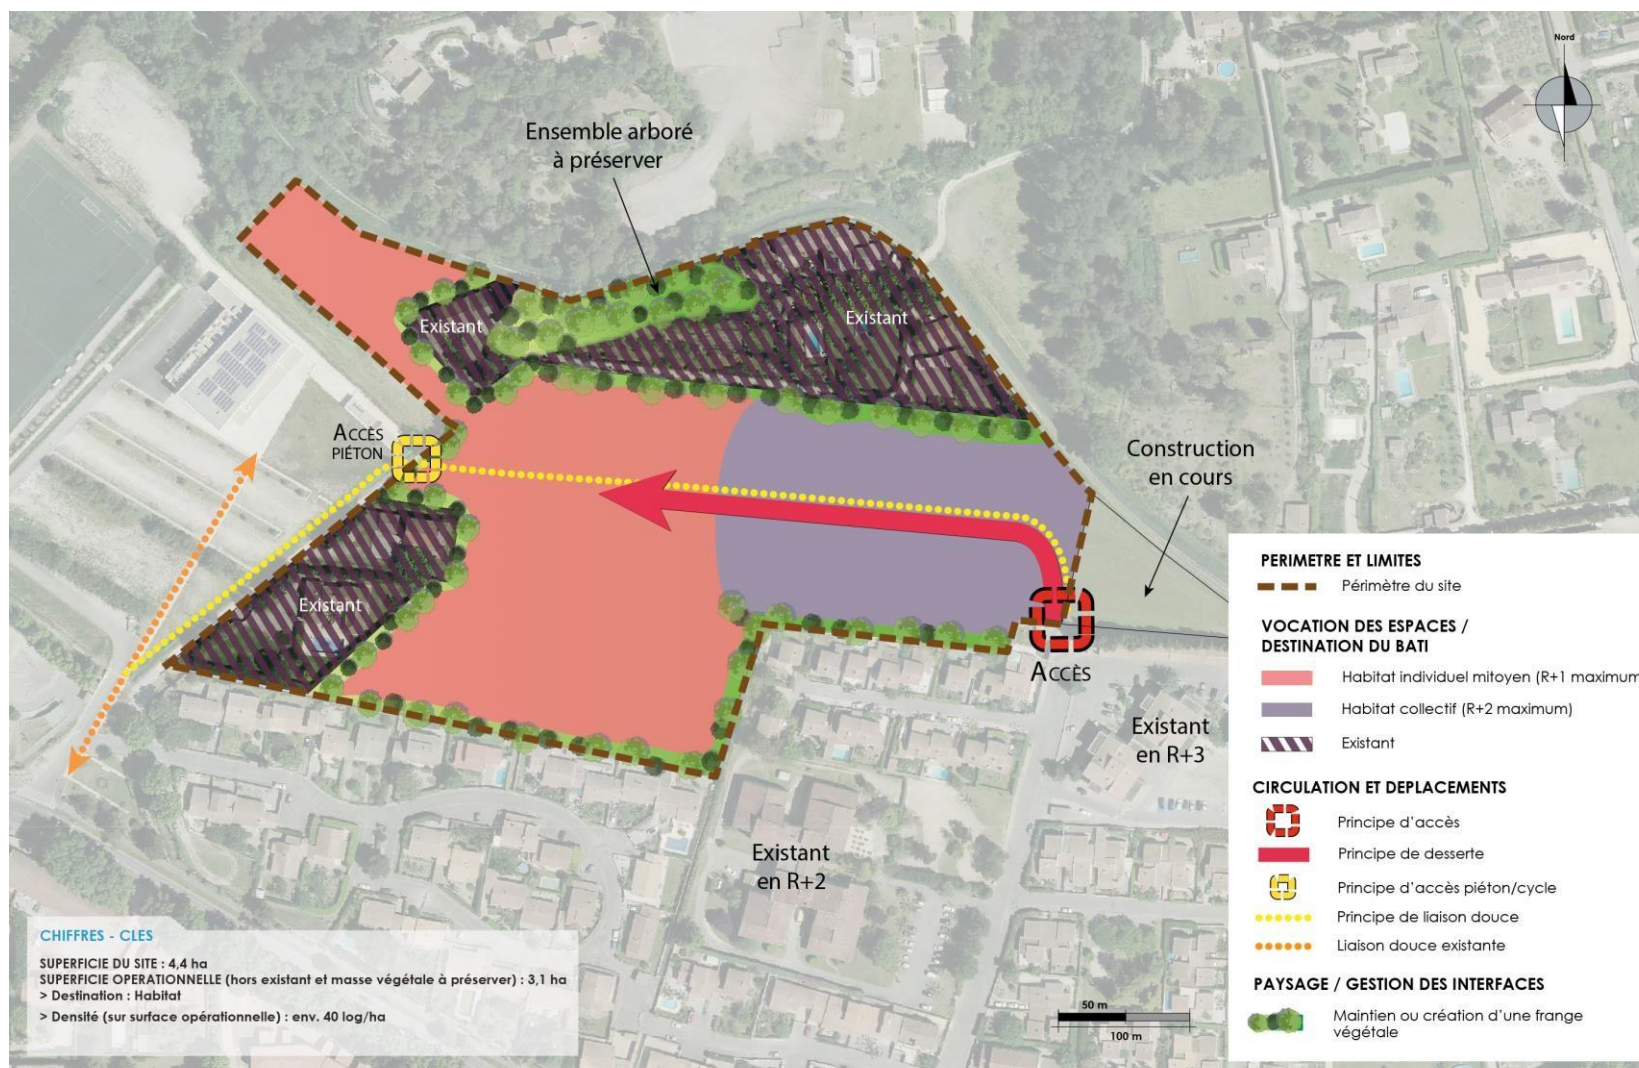 Nord
Ensemble arboré
à préserver
Existant
Existant
ACCÈS
PIÉTON
Construction
en cours
Existant
ACCÈS
Existant
en R+3
Existant
en R+2
PERIMETRE ET LIMITES
Périmètre du site
VOCATION DES ESPACES /
DESTINATION DU BATI
Habitat individuel mitoyen (R+1 maximum
Habitat collectif (R+2 maximum)
Existant
CIRCULATION ET DEPLACEMENTS
Principe d'accès
Principe de desserte
Principe d'accès piéton/cycle
Principe de liaison douce
Liaison douce existante
PAYSAGE / GESTION DES INTERFACES
Maintien ou création d'une frange
végétale
CHIFFRES - CLES
SUPERFICIE DU SITE : 4,4 ha
SUPERFICIE OPERATIONNELLE (hors existant et masse végétale à préserver) : 3,1 ha
> Destination : Habitat
> Densité (sur surface opérationnelle) : env. 40 log/ha
50 m
100 m